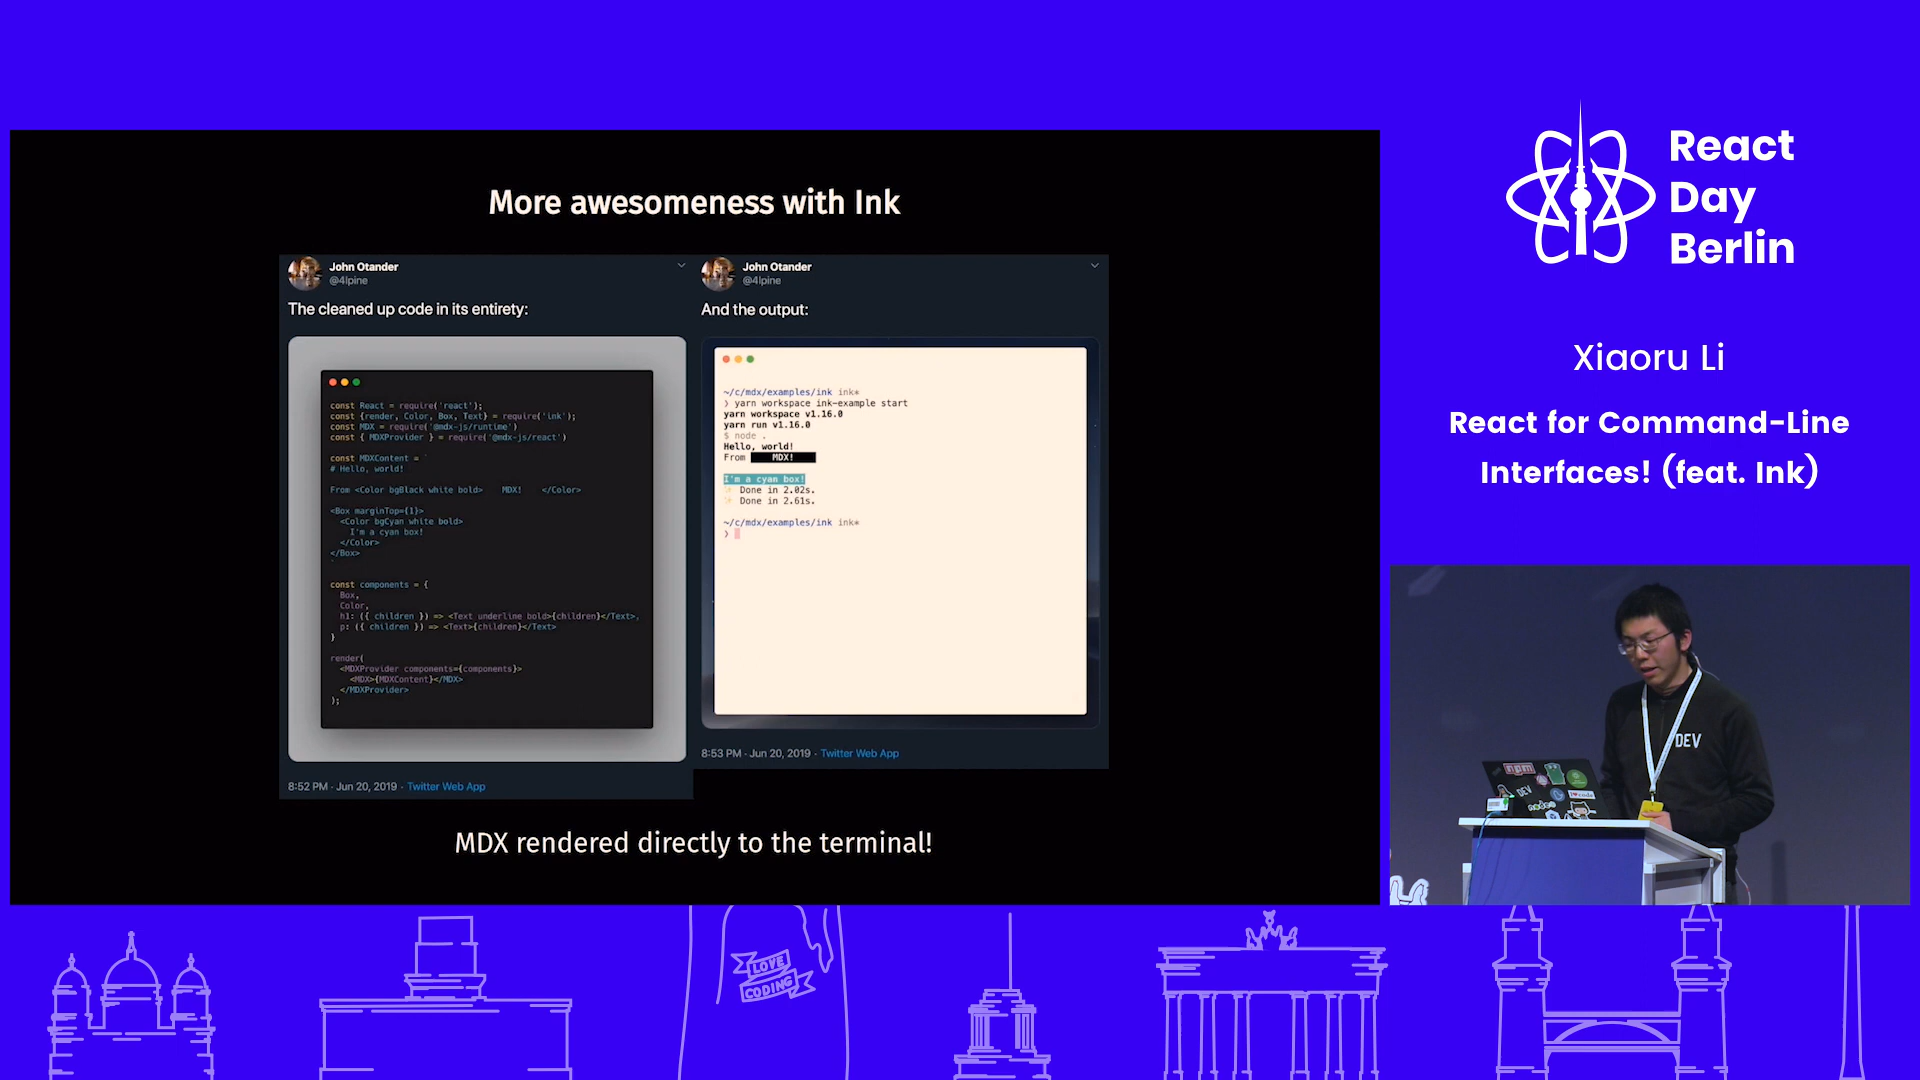 More awesomeness with Ink
John Otander
@4lpine
The cleaned up code in its entirety:
const React = require('react');
const {render, Color, Box, Text} = require('ink');
const MDX = require('@mdx-js/runtime')
const { MDXProvider } = require('@mdx-js/react')
const MDXContent = `
# Hello, world!
From <Color bgBlack white bold>    MDX!    </Color>
<Box marginTop={1}>
<Color bgCyan white bold>
I'm a cyan box!
</Color>
</Box>
`
const components = {
Box,
Color,
h1: ({ children }) => <Text underline bold>{children}</Text>,
p: ({ children }) => <Text>{children}</Text>
}
render(
<MDXProvider components={components}>
<MDX>{MDXContent}</MDX>
</MDXProvider>
);
8:52 PM · Jun 20, 2019 · Twitter Web App
John Otander
@4lpine
And the output:
~/c/mdx/examples/ink ink*
❯ yarn workspace ink-example start
yarn workspace v1.16.0
yarn run v1.16.0
$ node .
Hello, world!
From MDX!
I'm a cyan box!
✨ Done in 2.02s.
✨ Done in 2.61s.
~/c/mdx/examples/ink ink*
❯
8:53 PM · Jun 20, 2019 · Twitter Web App
MDX rendered directly to the terminal!
React
Day
Berlin
Xiaoru Li
React for Command-Line
Interfaces! (feat. Ink)
DEV
npm
DEV
I ♥ code
node
LOVE
CODING